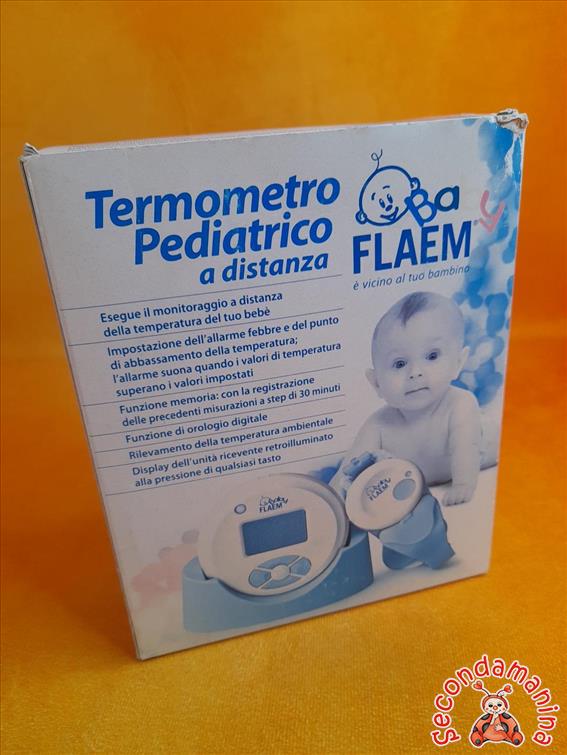 Termometro
Pediatrico
a distanza
Ba
FLAEM
è vicino al tuo bambino
Esegue il monitoraggio a distanza
della temperatura del tuo bebè
Impostazione dell'allarme febbre e del punto
di abbassamento della temperatura;
l'allarme suona quando i valori di temperatura
superano i valori impostati
Funzione memoria: con la registrazione
delle precedenti misurazioni a step di 30 minuti
Funzione di orologio digitale
Rilevamento della temperatura ambientale
Display dell'unità ricevente retroilluminato
alla pressione di qualsiasi tasto
FLAEM
FLAEM
Secondamanina